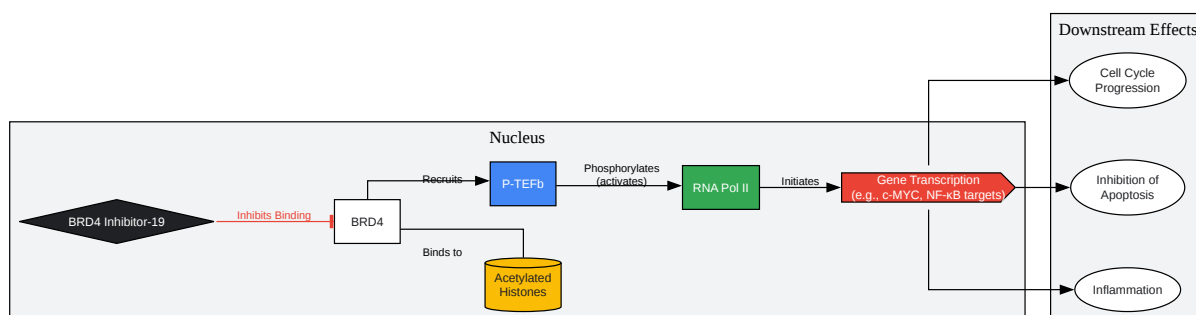 Downstream Effects
Cell Cycle
Progression
Nucleus
P-TEFb
Recruits
Phosphorylates
(activates)
RNA Pol II
Initiates
Gene Transcription
(e.g., c-MYC, NF-κB targets)
Inhibition of
Apoptosis
BRD4 Inhibitor-19
Inhibits Binding
BRD4
Binds to
Acetylated
Histones
Inflammation